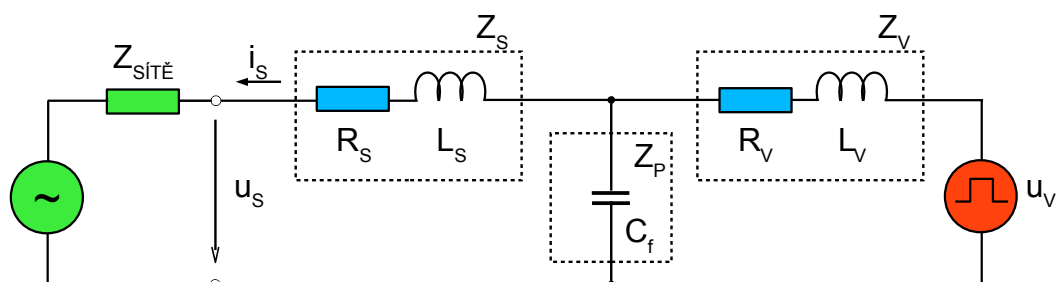 Z_SÍTĚ
i_S
Z_S
R_S
L_S
u_S
Z_P
C_f
Z_V
R_V
L_V
u_V
~